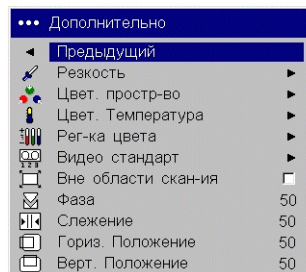 ••• Дополнительно
Предыдущий
Резкость
Цвет. простр-во
Цвет. Температура
Рег-ка цвета
Видео стандарт
Вне области скан-ия
Фаза 50
Слежение 50
Гориз. Положение 50
Верт. Положение 50